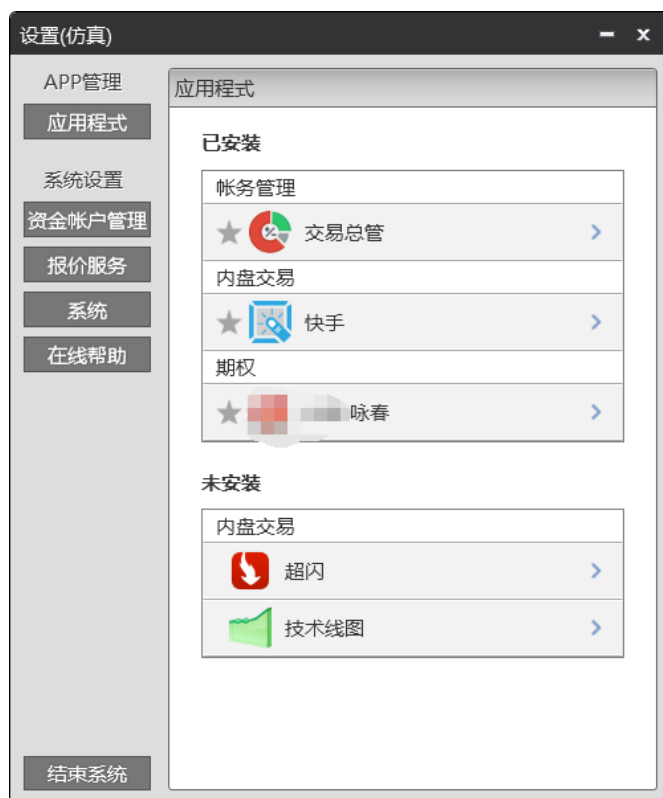 设置(仿真)
APP管理
应用程式
系统设置
资金帐户管理
报价服务
系统
在线帮助
结束系统
应用程式
已安装
帐务管理
交易总管
内盘交易
快手
期权
咏春
未安装
内盘交易
超闪
技术线图